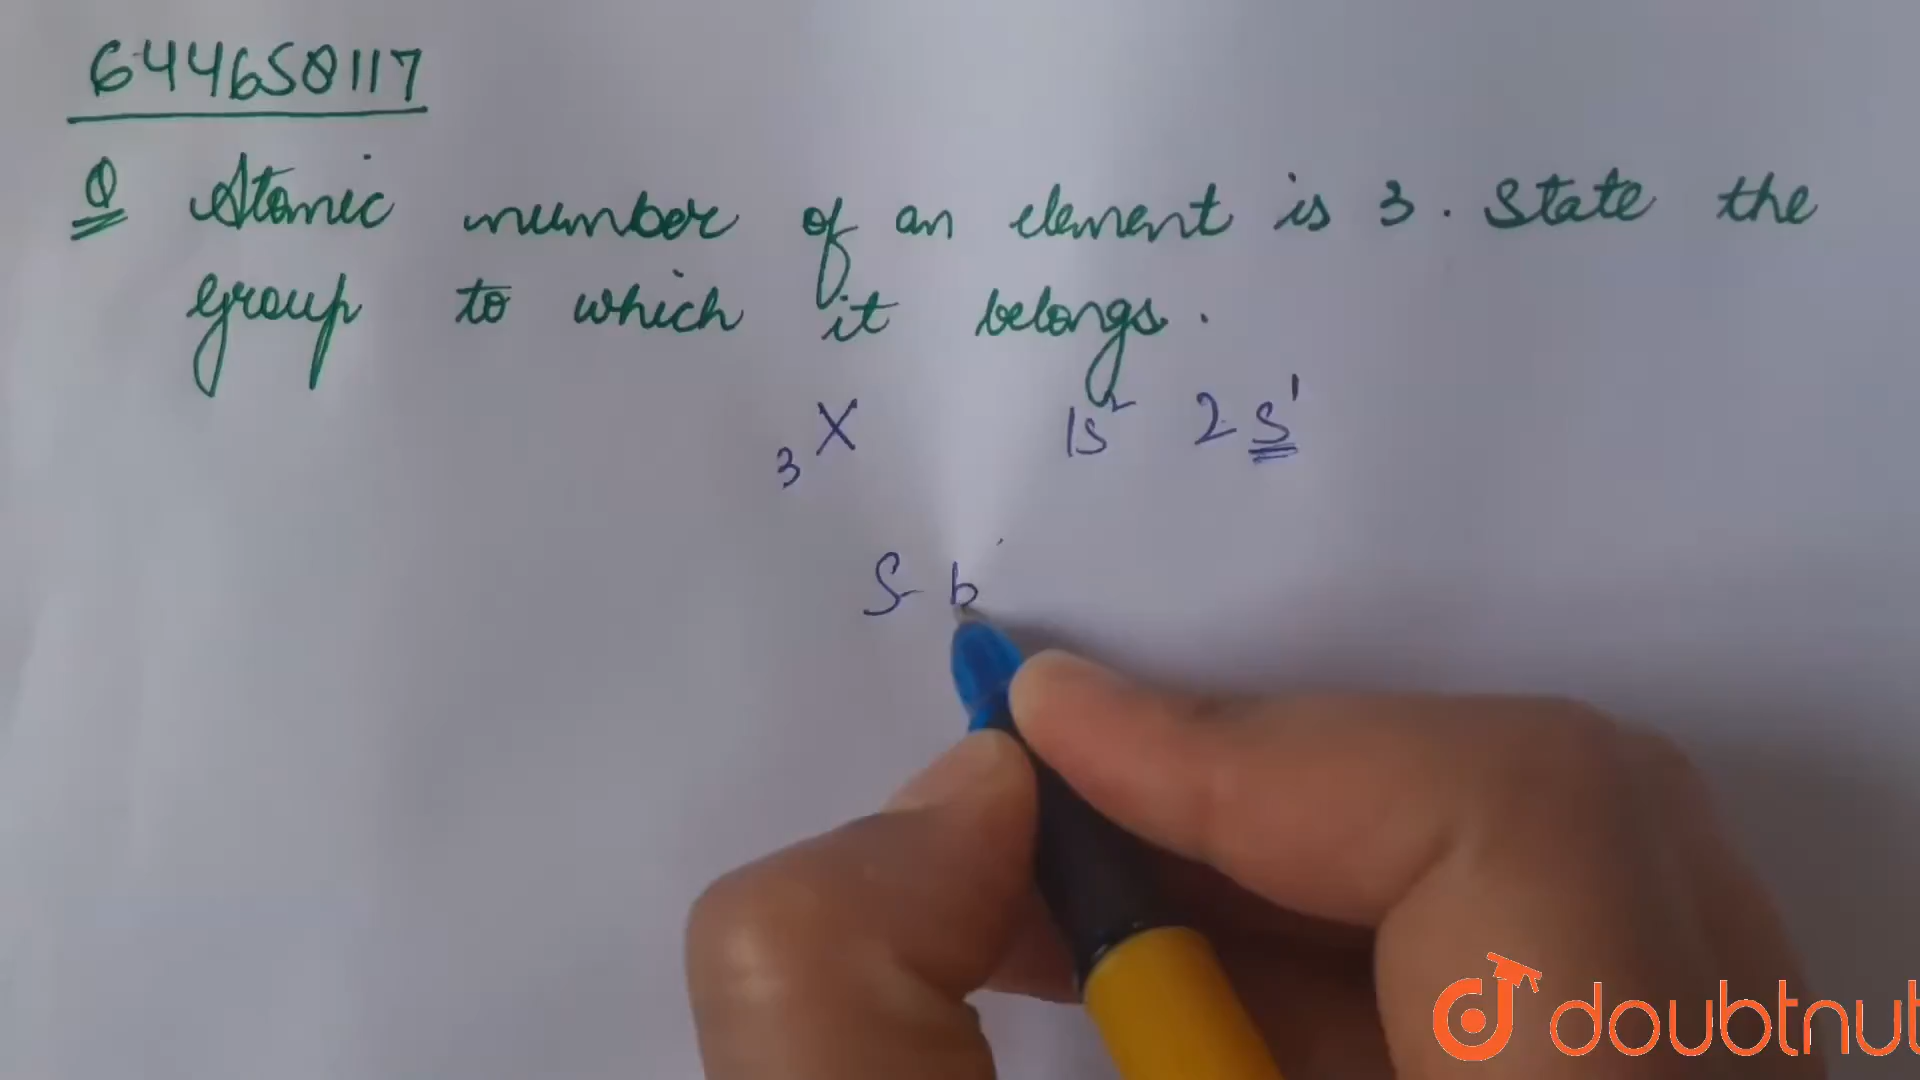 644650117
Q Atomic number of an element is 3. State the
group to which it belongs.
₃X 1s² 2s¹
S- b
doubtnut